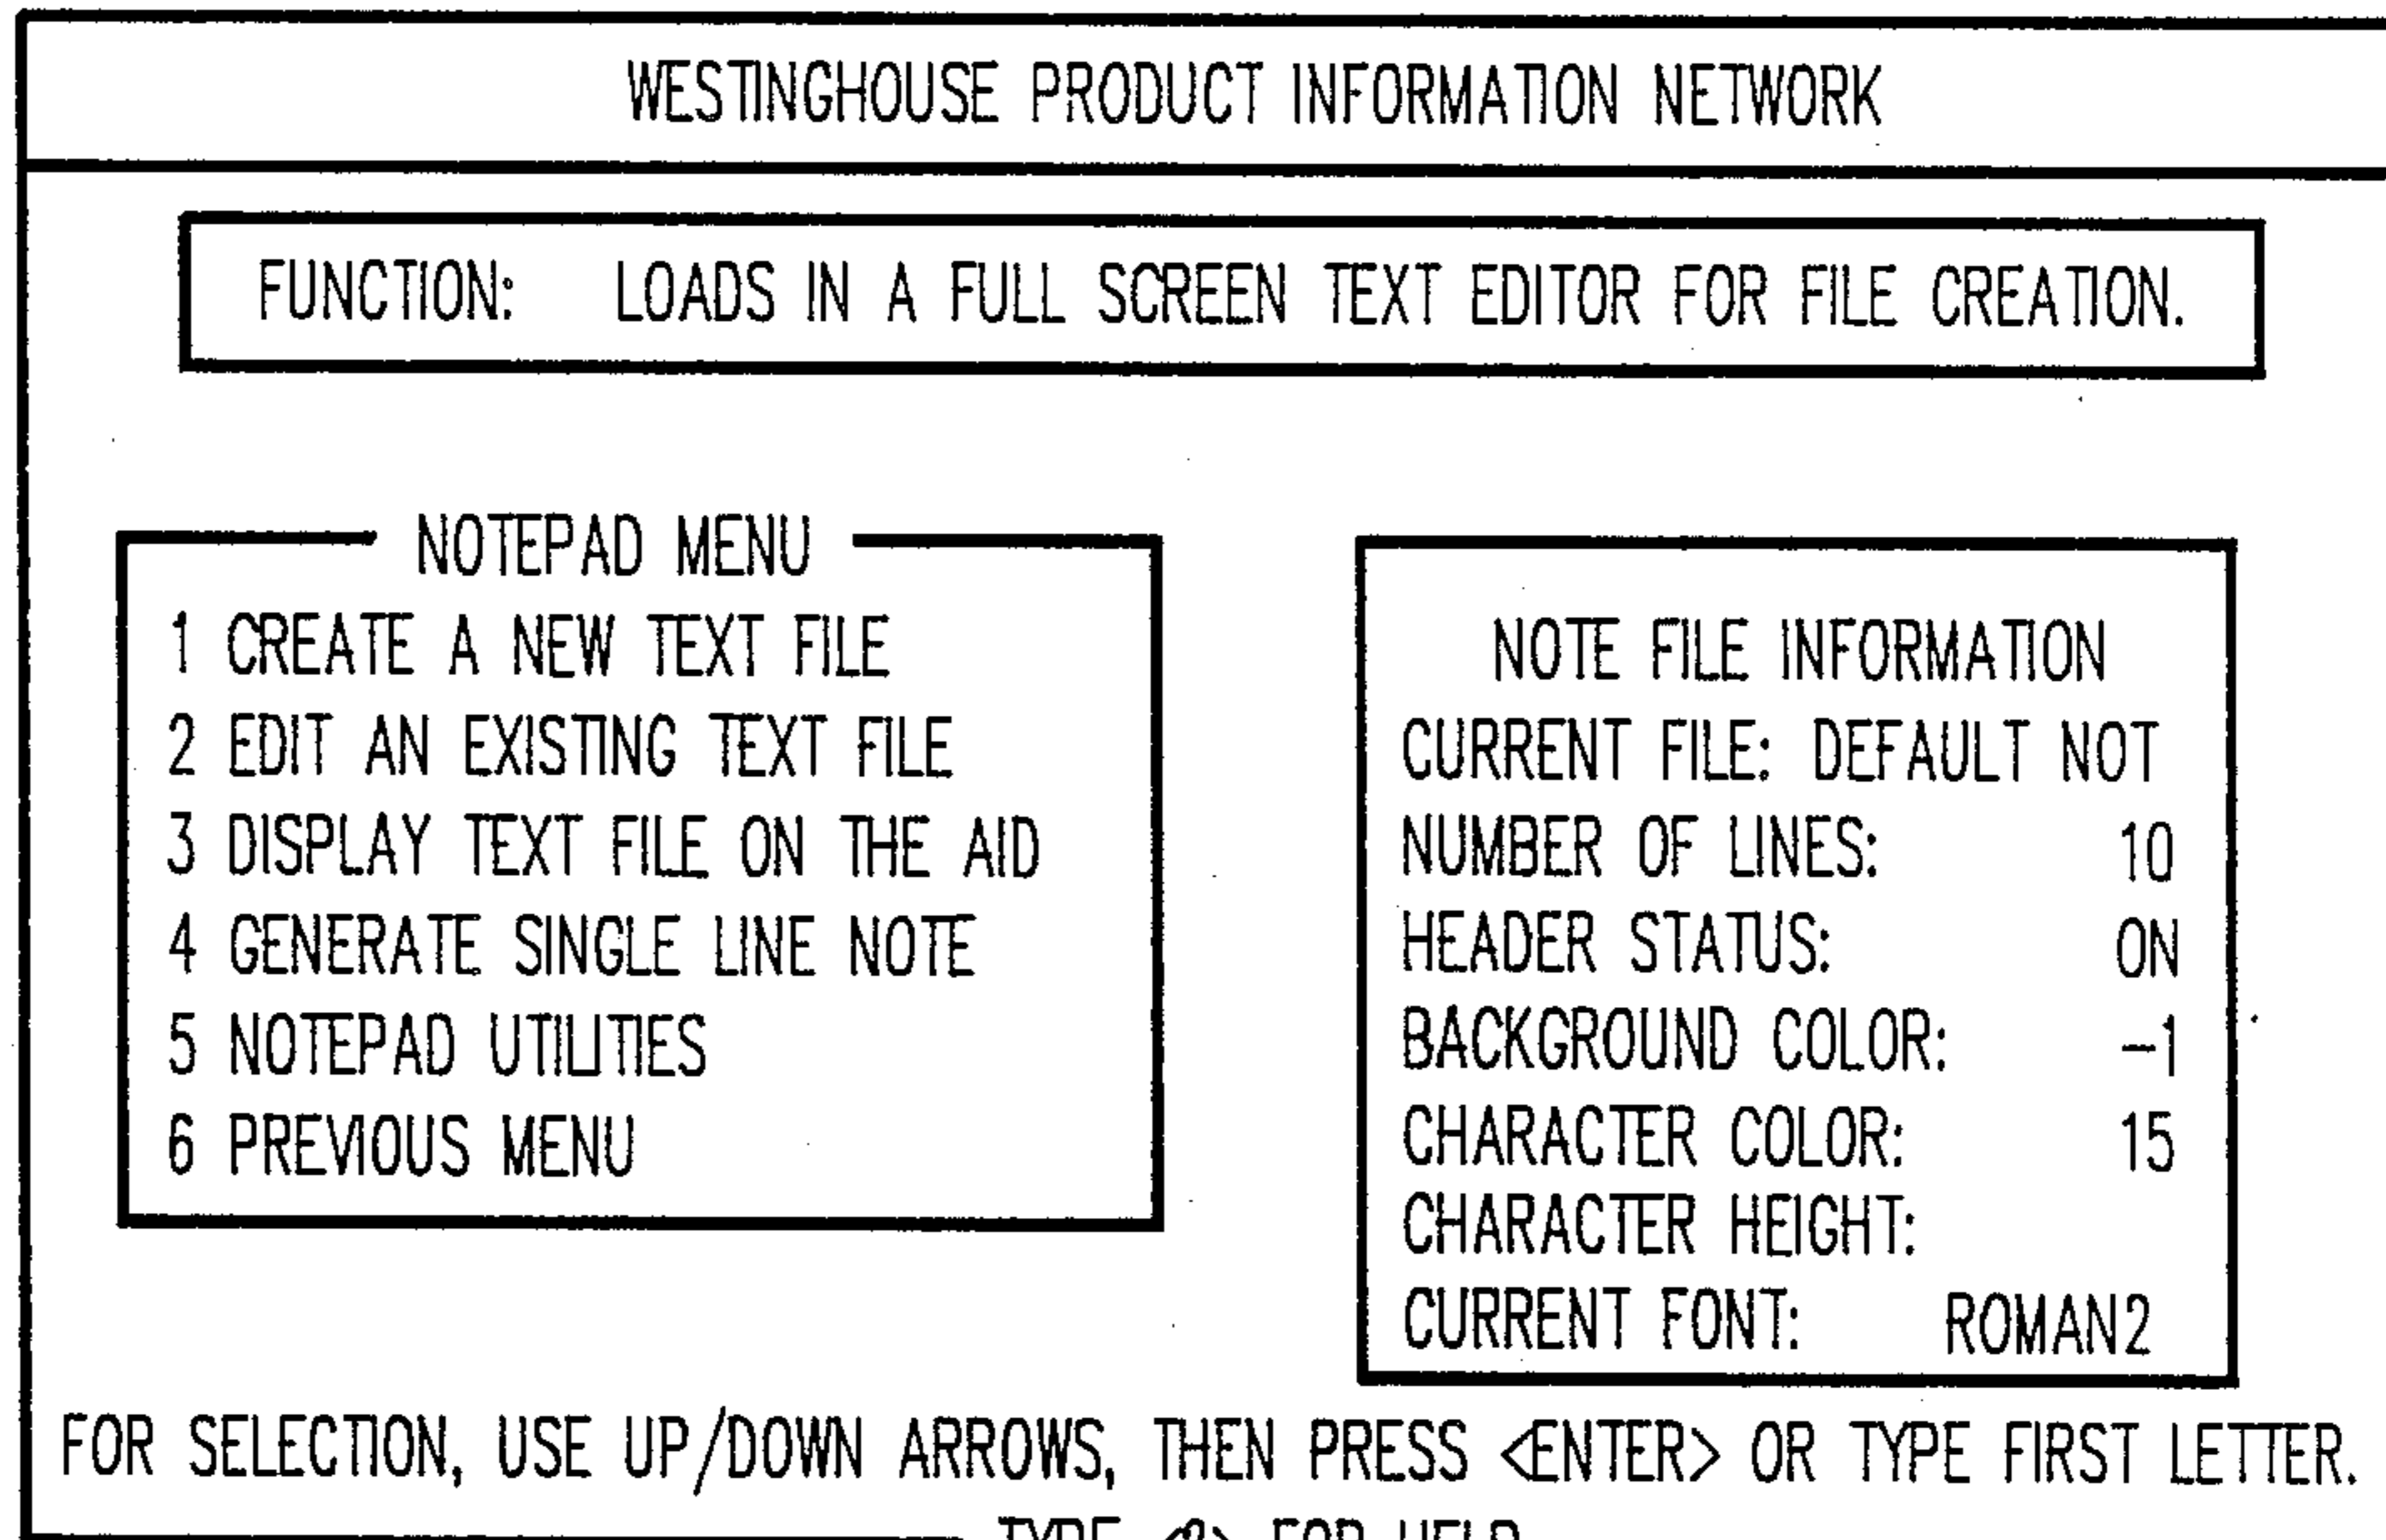 WESTINGHOUSE PRODUCT INFORMATION NETWORK
FUNCTION: LOADS IN A FULL SCREEN TEXT EDITOR FOR FILE CREATION.
NOTEPAD MENU
1 CREATE A NEW TEXT FILE
2 EDIT AN EXISTING TEXT FILE
3 DISPLAY TEXT FILE ON THE AID
4 GENERATE SINGLE LINE NOTE
5 NOTEPAD UTILITIES
6 PREVIOUS MENU
NOTE FILE INFORMATION
CURRENT FILE: DEFAULT NOT
NUMBER OF LINES: 10
HEADER STATUS: ON
BACKGROUND COLOR: -1
CHARACTER COLOR: 15
CHARACTER HEIGHT:
CURRENT FONT: ROMAN2
FOR SELECTION, USE UP/DOWN ARROWS, THEN PRESS <ENTER> OR TYPE FIRST LETTER.
TYPE <?> FOR HELP